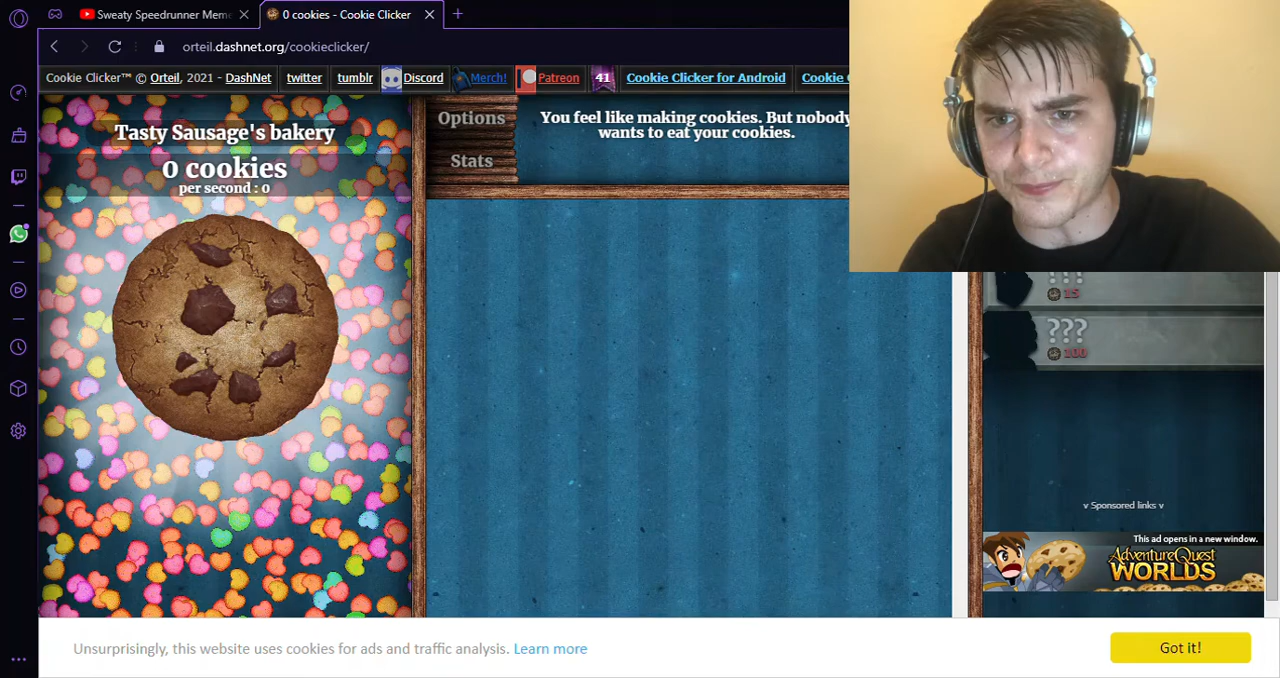 Sweaty Speedrunner Meme
0 cookies - Cookie Clicker
orteil.dashnet.org/cookieclicker/
Cookie Clicker™ © Orteil, 2021 - DashNet twitter tumblr Discord Merch! Patreon 41 Cookie Clicker for Android Cookie
Options
Stats
You feel like making cookies. But nobody
wants to eat your cookies.
Tasty Sausage's bakery
0 cookies
per second : 0
???
15
???
100
v Sponsored links v
This ad opens in a new window.
AdventureQuest
WORLDS
Unsurprisingly, this website uses cookies for ads and traffic analysis. Learn more
Got it!